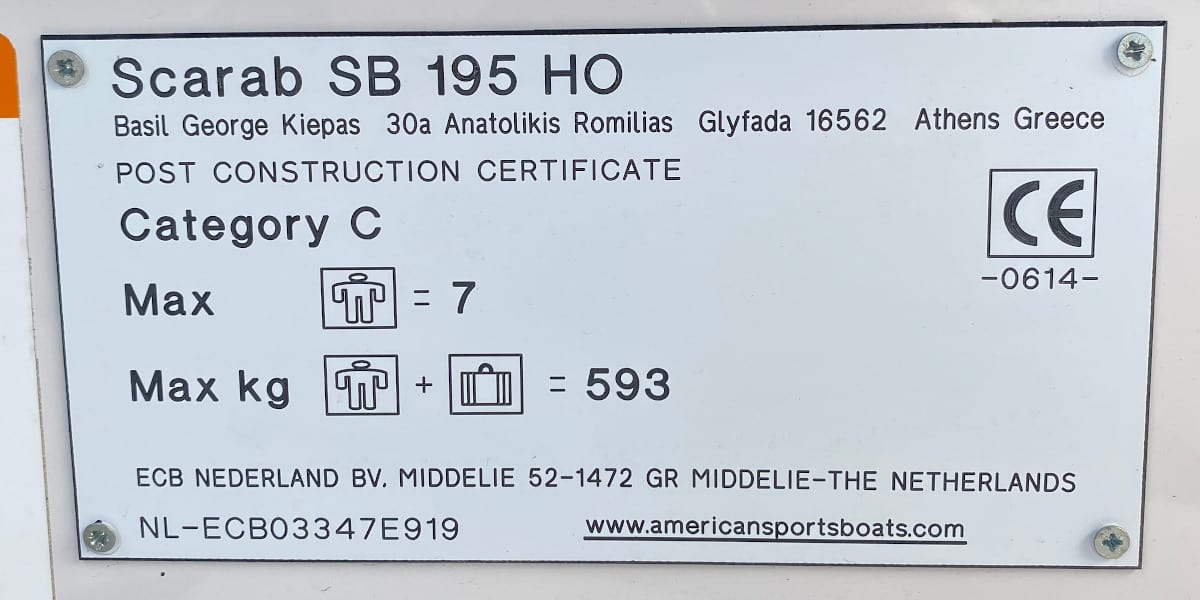 Scarab SB 195 HO
Basil George Kiepas 30a Anatolikis Romilias Glyfada 16562 Athens Greece
POST CONSTRUCTION CERTIFICATE
Category C
CE
-0614-
Max = 7
Max kg + = 593
ECB NEDERLAND BV. MIDDELIE 52-1472 GR MIDDELIE-THE NETHERLANDS
NL-ECB03347E919 www.americansportsboats.com